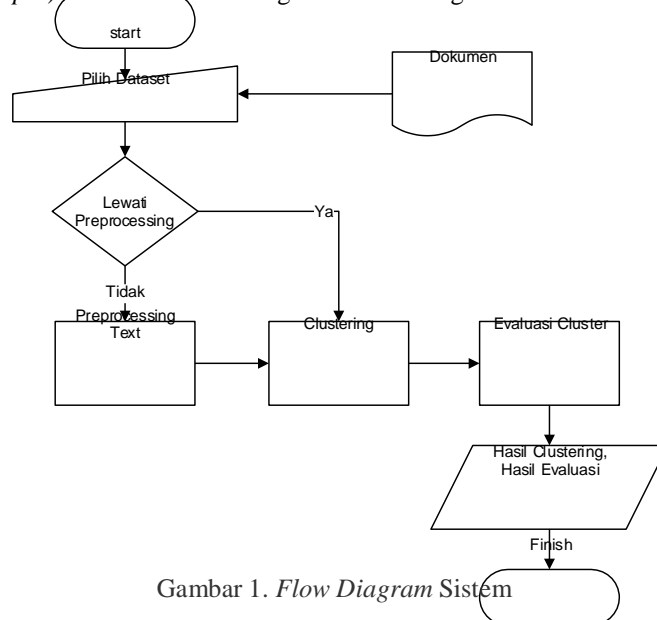 start
Pilih Dataset
Dokumen
Lewati
Preprocessing
Ya
Tidak
Preprocessing
Text
Clustering
Evaluasi Cluster
Hasil Clustering,
Hasil Evaluasi
Finish
Gambar 1. Flow Diagram Sistem